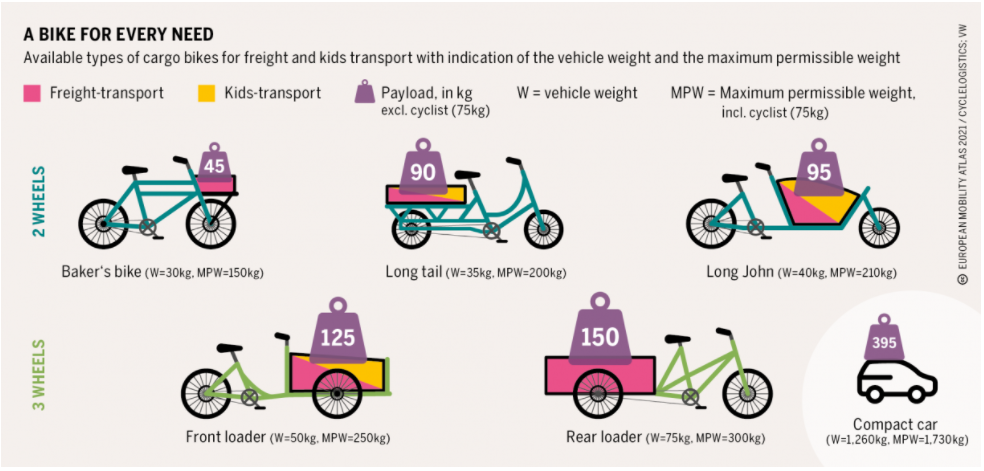 A BIKE FOR EVERY NEED
Available types of cargo bikes for freight and kids transport with indication of the vehicle weight and the maximum permissible weight
Freight-transport
Kids-transport
Payload, in kg
excl. cyclist (75kg)
W = vehicle weight
MPW = Maximum permissible weight,
incl. cyclist (75kg)
2 WHEELS
45
Baker's bike (W=30kg, MPW=150kg)
90
Long tail (W=35kg, MPW=200kg)
95
Long John (W=40kg, MPW=210kg)
3 WHEELS
125
Front loader (W=50kg, MPW=250kg)
150
Rear loader (W=75kg, MPW=300kg)
395
Compact car
(W=1,260kg, MPW=1,730kg)
EUROPEAN MOBILITY ATLAS 2021 / CYCLELOGISTICS; VW